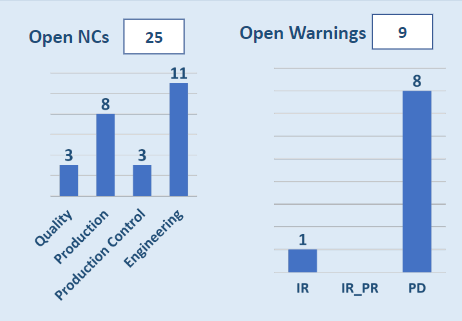 Open NCs 25
11
8
3 3
Quality Production Production Control Engineering
Open Warnings 9
8
1
IR IR_PR PD